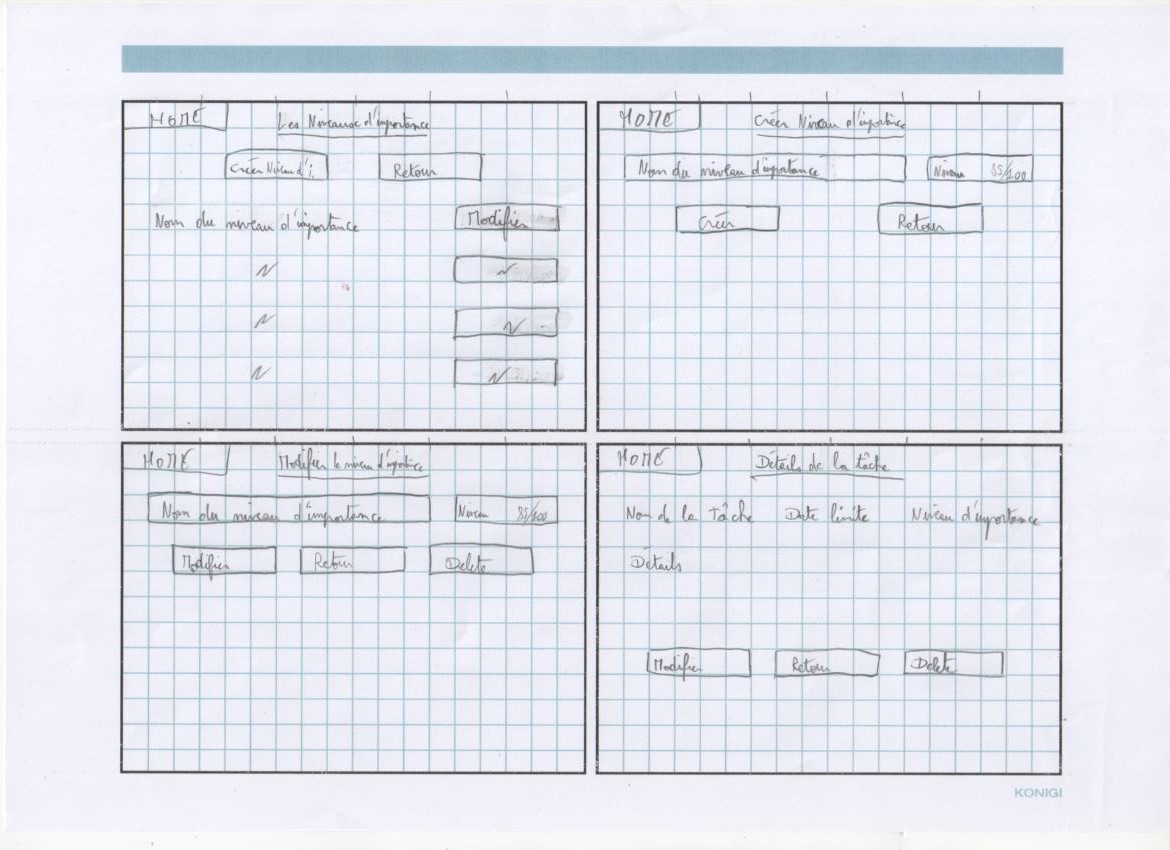 HOME
Les Niveaux d'importance
Créer Niveau d'i.
Retour
Nom du niveau d'importance
Modifier
HOME
Créer Niveau d'importance
Nom du niveau d'importance
Niveau 85/100
Créer
Retour
HOME
Modifier le niveau d'importance
Nom du niveau d'importance
Niveau 85/100
Modifier
Retour
Delete
HOME
Détails de la tâche
Nom de la tâche
Date limite
Niveau d'importance
Détails
Modifier
Retour
Delete
KONIGI